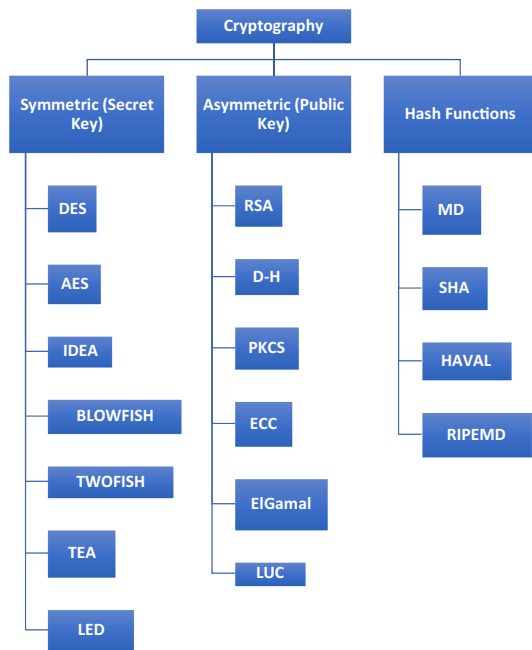 Cryptography
Symmetric (Secret
Key)
DES
AES
IDEA
BLOWFISH
TWOFISH
TEA
LED
Asymmetric (Public
Key)
RSA
D-H
PKCS
ECC
ElGamal
LUC
Hash Functions
MD
SHA
HAVAL
RIPEMD